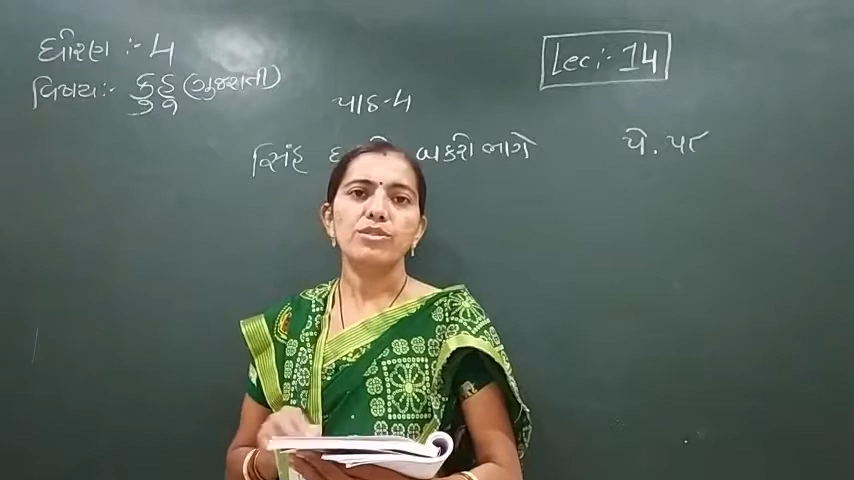 ધોરણ :- 4
Lec :- 14
વિષય :- કુહૂ (ગુજરાતી)
પાઠ-4
સિંહ બકરી ભાગે
પે. ૫૮